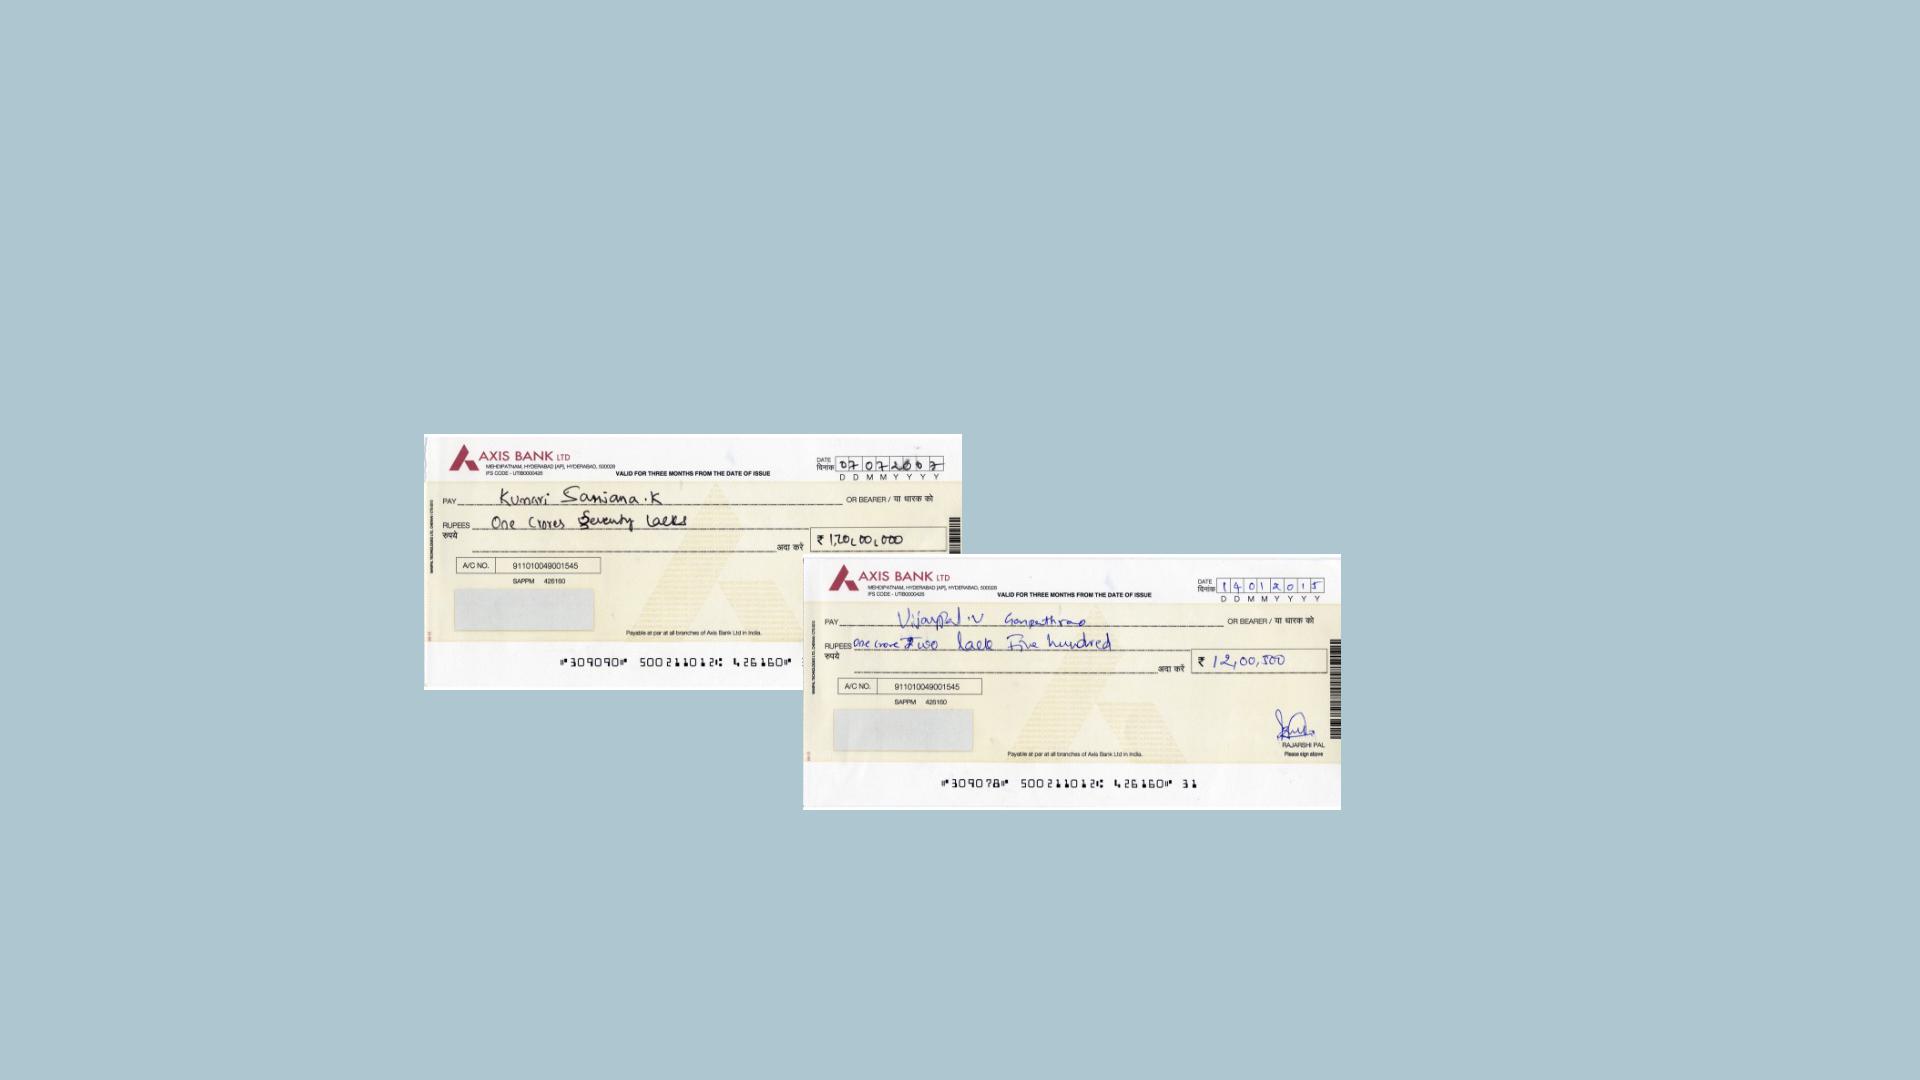 AXIS BANK LTD
MEHDIPATNAM, HYDERABAD [AP], HYDERABAD, 500028
IFS CODE - UTIB0000426
VALID FOR THREE MONTHS FROM THE DATE OF ISSUE
DATE
दिनांक
07072007
D D M M Y Y Y Y
PAY Kumari Sanjana.K OR BEARER / या धारक को
RUPEES One Crores Seventy lacks
रुपये
अदा करें ₹ 1,70,00,000
A/C NO. 911010049001545
SAPPM 426160
Payable at par at all branches of Axis Bank Ltd in India.
⑈309090⑈ 500211012⑆ 426160⑈
AXIS BANK LTD
MEHDIPATNAM, HYDERABAD [AP], HYDERABAD, 500028
IFS CODE - UTIB0000426
VALID FOR THREE MONTHS FROM THE DATE OF ISSUE
DATE
दिनांक
14012015
D D M M Y Y Y Y
PAY Vijaypal.V Ganpathrao OR BEARER / या धारक को
RUPEES One crore Two lack Five hundred
रुपये
अदा करें ₹ 12,00,500
A/C NO. 911010049001545
SAPPM 426160
RAJARSHI PAL
Please sign above
Payable at par at all branches of Axis Bank Ltd in India.
⑈309078⑈ 500211012⑆ 426160⑈ 31